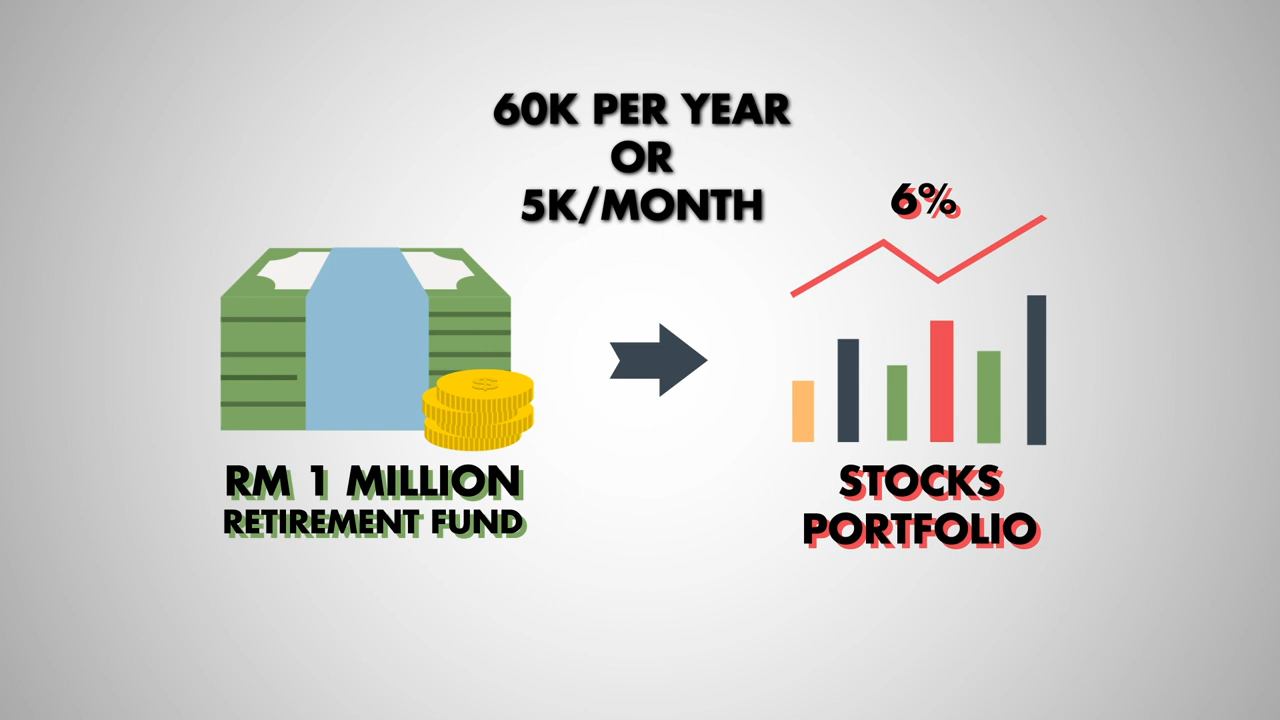 60K PER YEAR
OR
5K/MONTH
6%
$
RM 1 MILLION
RETIREMENT FUND
STOCKS
PORTFOLIO